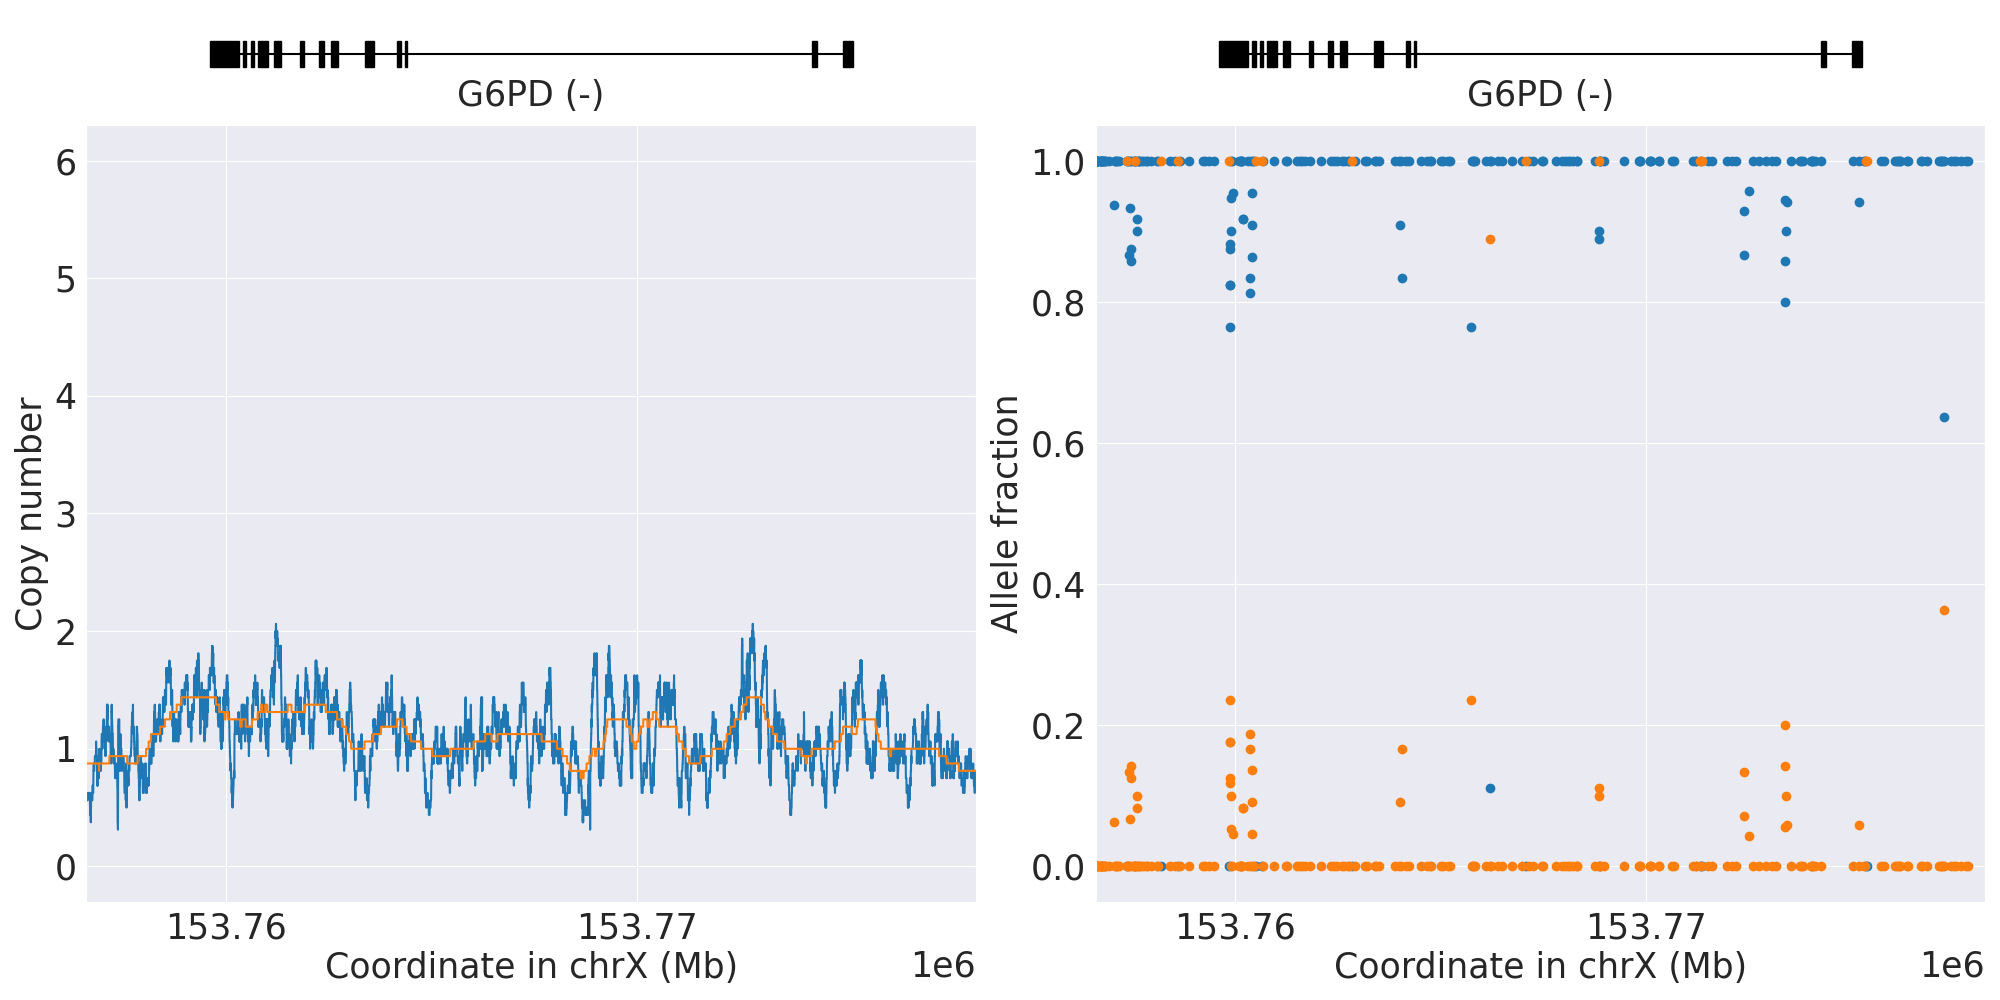 G6PD (-)
6
5
4
3
2
1
0
Copy number
153.76
153.77
Coordinate in chrX (Mb)
1e6
G6PD (-)
1.0
0.8
0.6
0.4
0.2
0.0
Allele fraction
153.76
153.77
Coordinate in chrX (Mb)
1e6